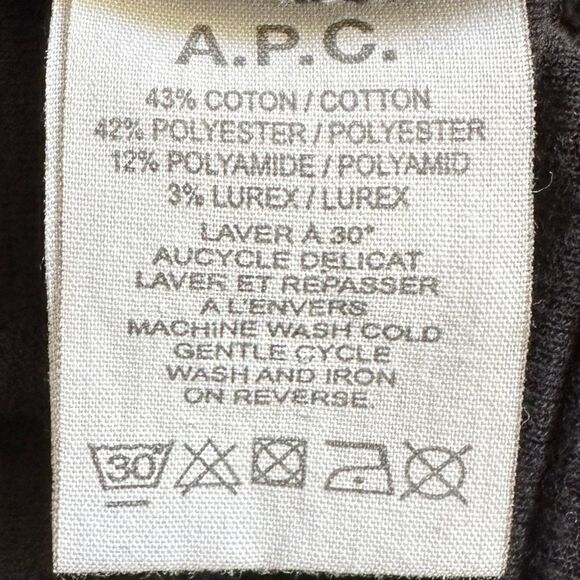 A.P.C.
43% COTON / COTTON
42% POLYESTER / POLYESTER
12% POLYAMIDE / POLYAMID
3% LUREX / LUREX
LAVER A 30°
AUCYCLE DELICAT
LAVER ET REPASSER
A L'ENVERS
MACHINE WASH COLD
GENTLE CYCLE
WASH AND IRON
ON REVERSE.
30